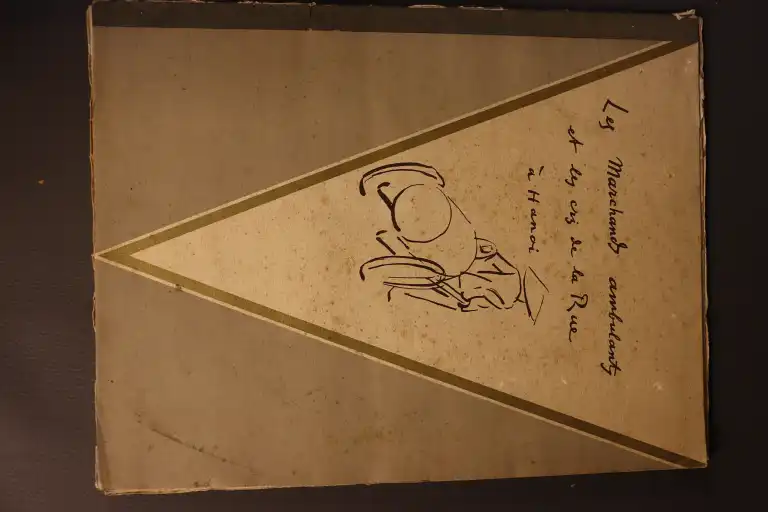 Les Marchands ambulants
et les cris de la Rue
à Hanoi